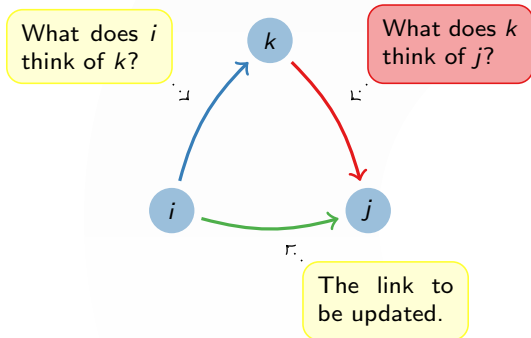 What does i
think of k?
k
What does k
think of j?
i
j
The link to
be updated.